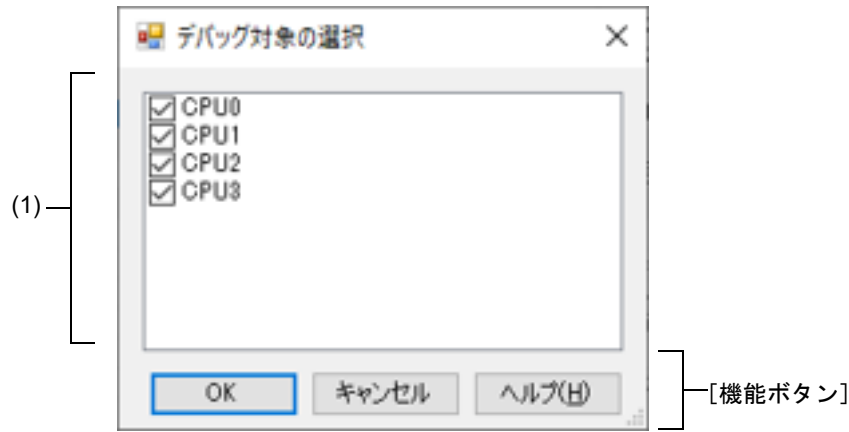 デバッグ対象の選択
CPU0
CPU1
CPU2
CPU3
(1)
OK キャンセル ヘルプ(H)
[機能ボタン]